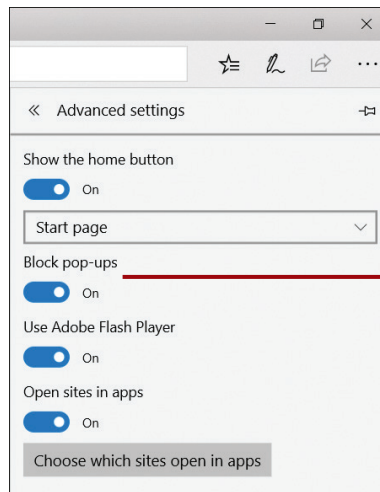 Advanced settings
Show the home button
On
Start page
Block pop-ups
On
Use Adobe Flash Player
On
Open sites in apps
On
Choose which sites open in apps